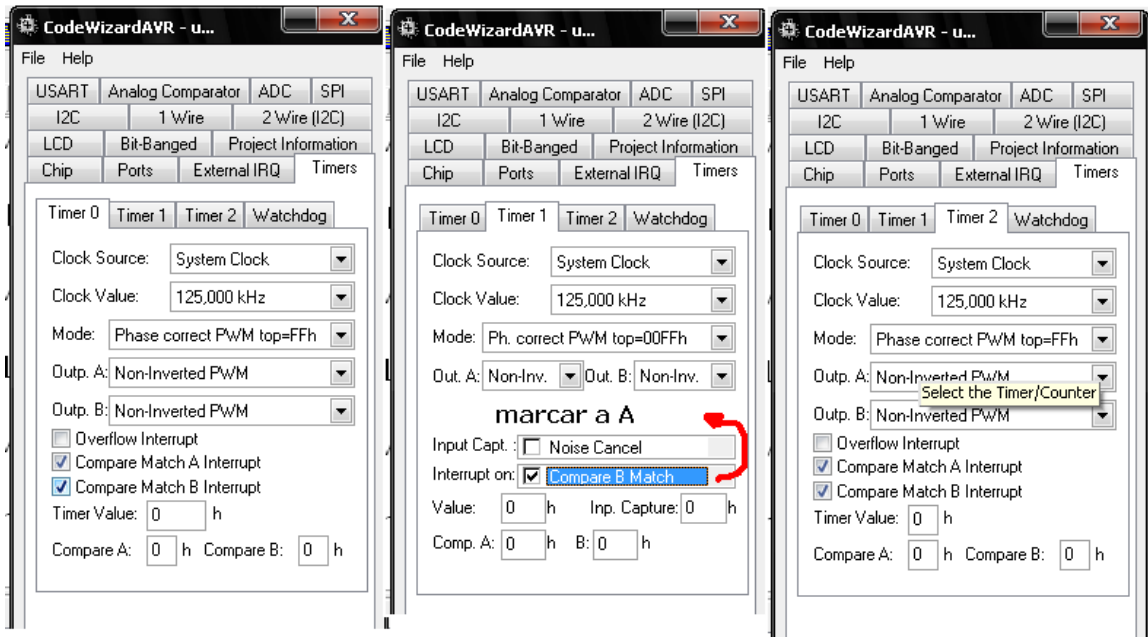 CodeWizardAVR - u...
File Help
USART Analog Comparator ADC SPI
I2C 1 Wire 2 Wire (I2C)
LCD Bit-Banged Project Information
Chip Ports External IRQ Timers
Timer 0 Timer 1 Timer 2 Watchdog
Clock Source: System Clock
Clock Value: 125,000 kHz
Mode: Phase correct PWM top=FFh
Outp. A: Non-Inverted PWM
Outp. B: Non-Inverted PWM
Overflow Interrupt
Compare Match A Interrupt
Compare Match B Interrupt
Timer Value: 0 h
Compare A: 0 h Compare B: 0 h
CodeWizardAVR - u...
File Help
USART Analog Comparator ADC SPI
I2C 1 Wire 2 Wire (I2C)
LCD Bit-Banged Project Information
Chip Ports External IRQ Timers
Timer 0 Timer 1 Timer 2 Watchdog
Clock Source: System Clock
Clock Value: 125,000 kHz
Mode: Ph. correct PWM top=00FFh
Out. A: Non-Inv. Out. B: Non-Inv.
marcar a A
Input Capt. : Noise Cancel
Interrupt on: Compare B Match
Value: 0 h Inp. Capture: 0 h
Comp. A: 0 h B: 0 h
CodeWizardAVR - u...
File Help
USART Analog Comparator ADC SPI
I2C 1 Wire 2 Wire (I2C)
LCD Bit-Banged Project Information
Chip Ports External IRQ Timers
Timer 0 Timer 1 Timer 2 Watchdog
Clock Source: System Clock
Clock Value: 125,000 kHz
Mode: Phase correct PWM top=FFh
Outp. A: Non-Inverted PWM
Select the Timer/Counter
Outp. B: Non-Inverted PWM
Overflow Interrupt
Compare Match A Interrupt
Compare Match B Interrupt
Timer Value: 0 h
Compare A: 0 h Compare B: 0 h